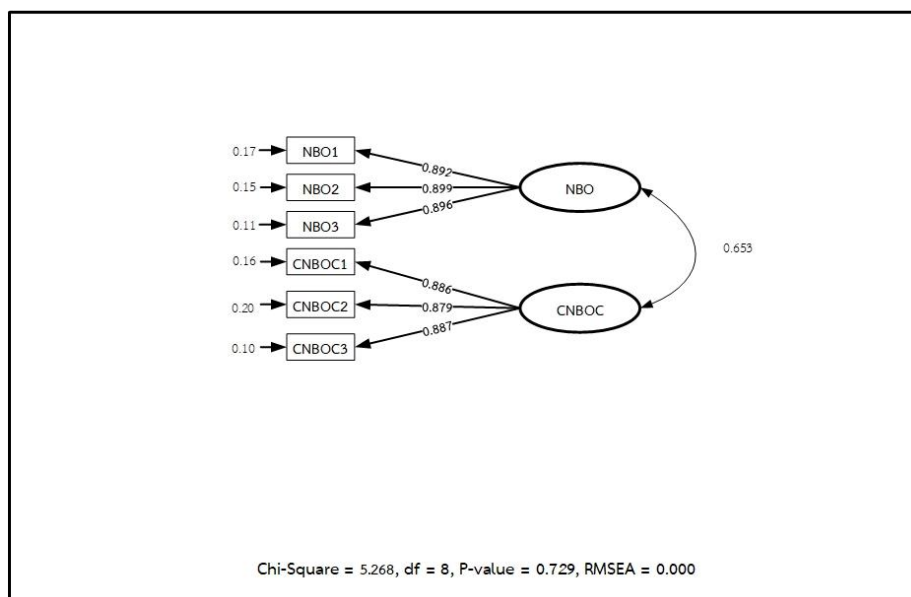 0.17 NBO1 0.892
0.15 NBO2 0.899 NBO
0.11 NBO3 0.896
0.653
0.16 CNBOC1 0.886
0.20 CNBOC2 0.879 CNBOC
0.10 CNBOC3 0.887
Chi-Square = 5.268, df = 8, P-value = 0.729, RMSEA = 0.000